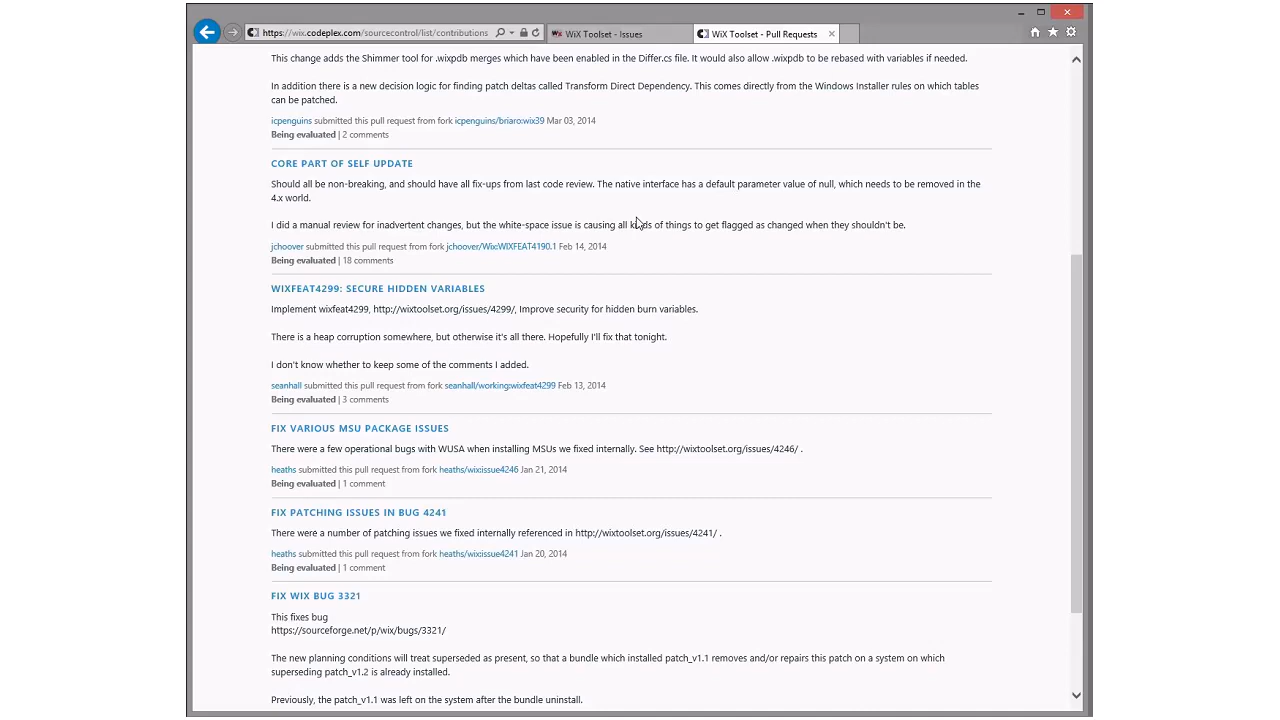 https://wix.codeplex.com/sourcecontrol/list/contributions
WiX Toolset - Issues
WiX Toolset - Pull Requests
This change adds the Shimmer tool for .wixpdb merges which have been enabled in the Differ.cs file. It would also allow .wixpdb to be rebased with variables if needed.
In addition there is a new decision logic for finding patch deltas called Transform Direct Dependency. This comes directly from the Windows Installer rules on which tables
can be patched.
icpenguins submitted this pull request from fork icpenguins/briaro:wix39 Mar 03, 2014
Being evaluated | 2 comments
CORE PART OF SELF UPDATE
Should all be non-breaking, and should have all fix-ups from last code review. The native interface has a default parameter value of null, which needs to be removed in the
4.x world.
I did a manual review for inadvertent changes, but the white-space issue is causing all kinds of things to get flagged as changed when they shouldn't be.
jchoover submitted this pull request from fork jchoover/Wix:WIXFEAT4190.1 Feb 14, 2014
Being evaluated | 18 comments
WIXFEAT4299: SECURE HIDDEN VARIABLES
Implement wixfeat4299, http://wixtoolset.org/issues/4299/, Improve security for hidden burn variables.
There is a heap corruption somewhere, but otherwise it's all there. Hopefully I'll fix that tonight.
I don't know whether to keep some of the comments I added.
seanhall submitted this pull request from fork seanhall/working:wixfeat4299 Feb 13, 2014
Being evaluated | 3 comments
FIX VARIOUS MSU PACKAGE ISSUES
There were a few operational bugs with WUSA when installing MSUs we fixed internally. See http://wixtoolset.org/issues/4246/ .
heaths submitted this pull request from fork heaths/wix:issue4246 Jan 21, 2014
Being evaluated | 1 comment
FIX PATCHING ISSUES IN BUG 4241
There were a number of patching issues we fixed internally referenced in http://wixtoolset.org/issues/4241/ .
heaths submitted this pull request from fork heaths/wix:issue4241 Jan 20, 2014
Being evaluated | 1 comment
FIX WIX BUG 3321
This fixes bug
https://sourceforge.net/p/wix/bugs/3321/
The new planning conditions will treat superseded as present, so that a bundle which installed patch_v1.1 removes and/or repairs this patch on a system on which
superseding patch_v1.2 is already installed.
Previously, the patch_v1.1 was left on the system after the bundle uninstall.